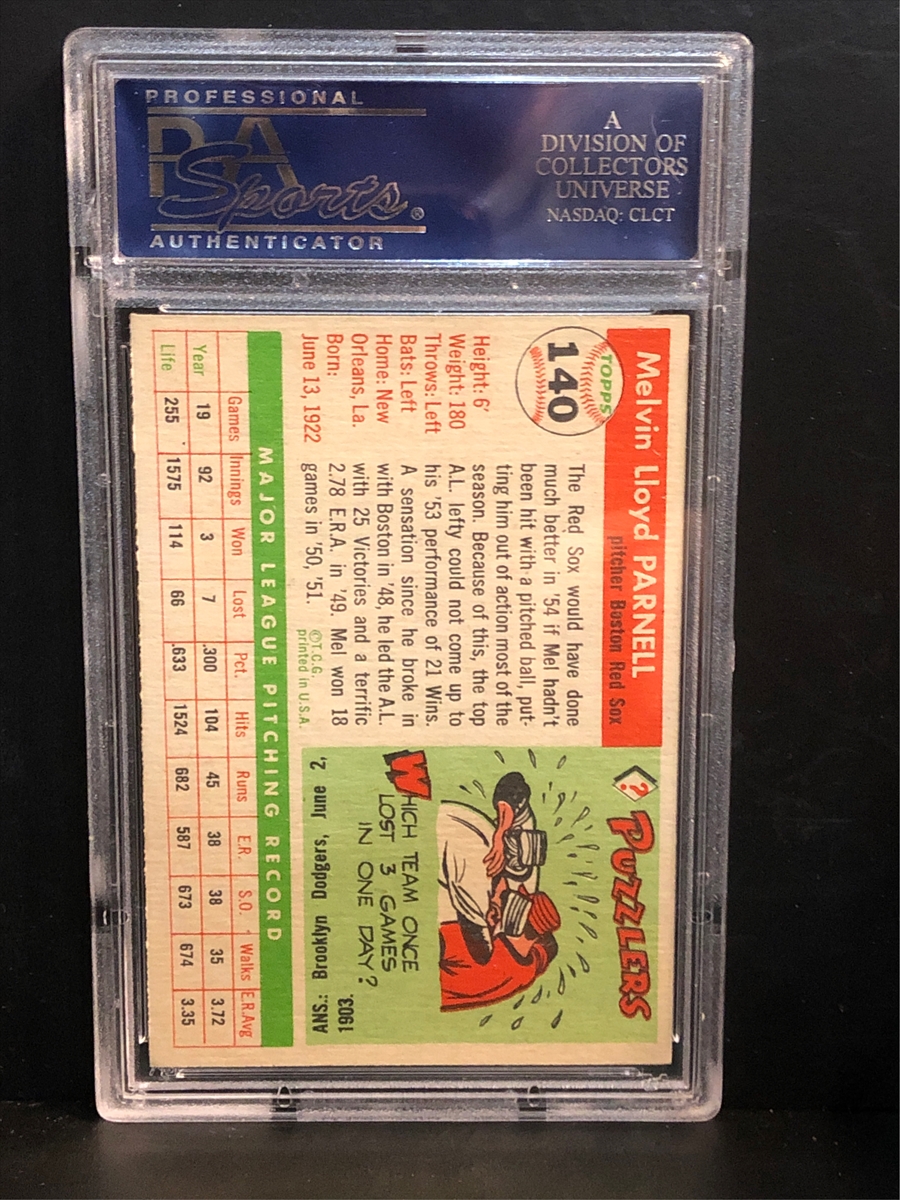 PROFESSIONAL
PSA
Sports®
AUTHENTICATOR
A
DIVISION OF
COLLECTORS
UNIVERSE
NASDAQ: CLCT
TOPPS
140
Melvin Lloyd PARNELL
pitcher Boston Red Sox
Height: 6'
Weight: 180
Throws: Left
Bats: Left
Home: New
Orleans, La.
Born:
June 13, 1922
The Red Sox would have done
much better in '54 if Mel hadn't
been hit with a pitched ball, put-
ting him out of action most of the
season. Because of this, the top
A.L. lefty could not come up to
his '53 performance of 21 Wins.
A sensation since he broke in
with Boston in '48, he led the A.L.
with 25 Victories and a terrific
2.78 E.R.A. in '49. Mel won 18
games in '50, '51.
©T.C.G.
printed in U.S.A.
? PUZZLERS
WHICH TEAM ONCE
LOST 3 GAMES
IN ONE DAY?
ANS.: Brooklyn Dodgers, June 2,
1903.
MAJOR LEAGUE PITCHING RECORD
Games Innings Won Lost Pct. Hits Runs E.R. S.O. Walks E.R.Avg
Year 19 92 3 7 .300 104 45 38 38 35 3.72
Life 255 1575 114 66 .633 1524 682 587 673 674 3.35